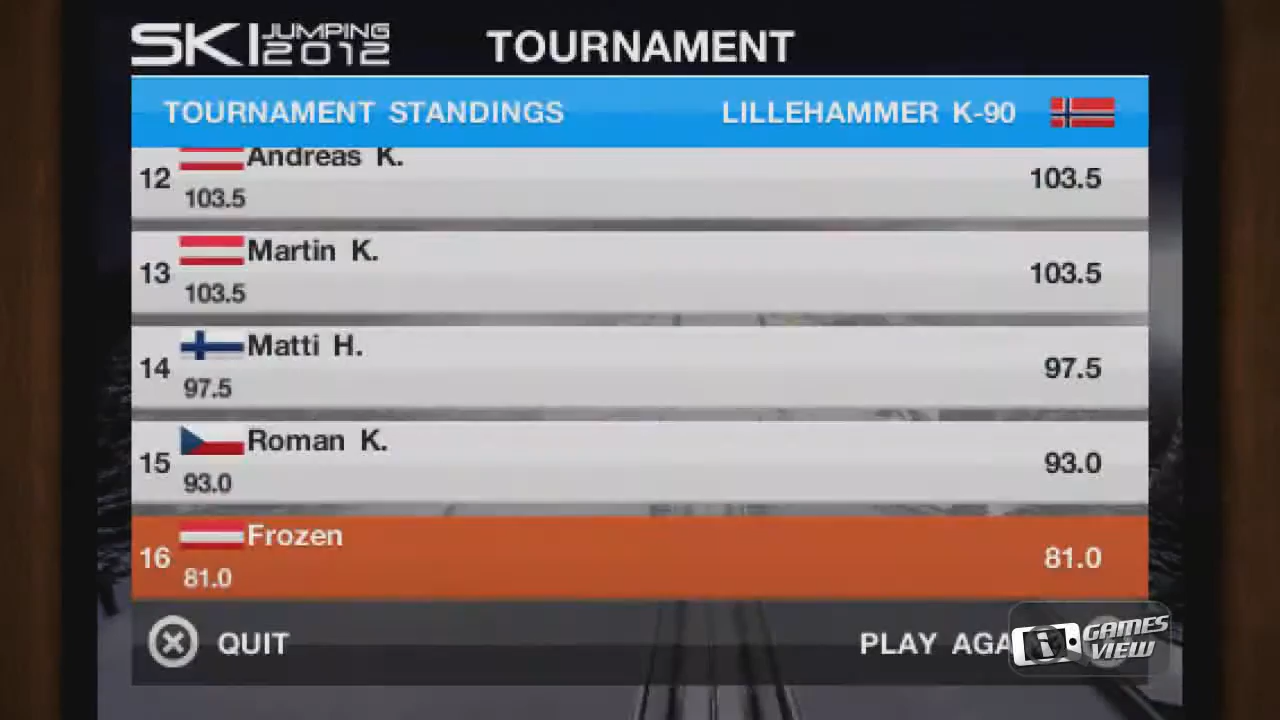 SKI JUMPING 2012 TOURNAMENT
TOURNAMENT STANDINGS LILLEHAMMER K-90
12 Andreas K. 103.5
103.5
13 Martin K. 103.5
103.5
14 Matti H. 97.5
97.5
15 Roman K. 93.0
93.0
16 Frozen 81.0
81.0
QUIT PLAY AGA
i GAMES VIEW